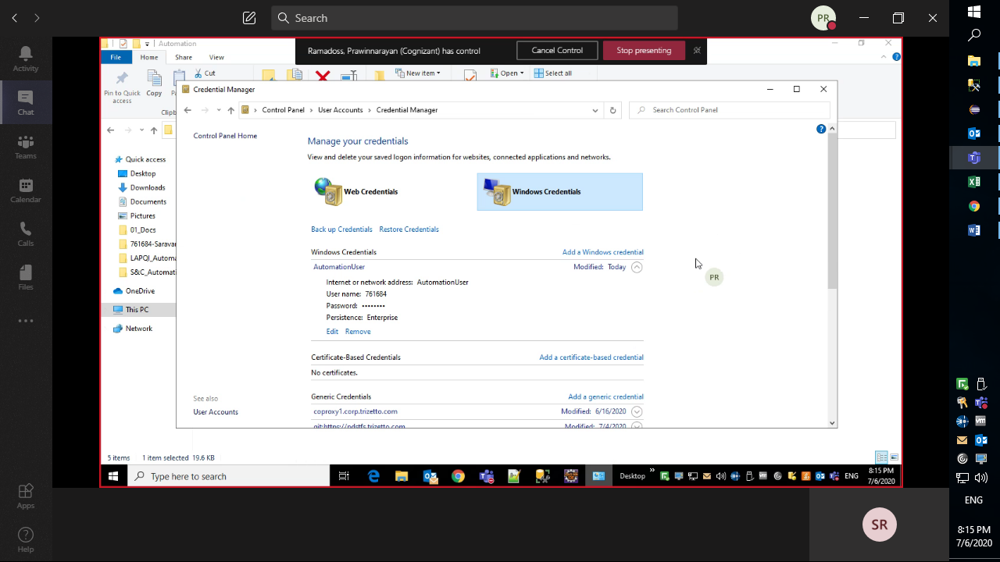 Search
PR
Activity
Chat
Teams
Calendar
Calls
Files
Apps
Help
Automation
Ramadoss, Prawinnarayan (Cognizant) has control
Cancel Control
Stop presenting
File
Home
Share
View
Pin to Quick access
Copy
Cut
New item
Open
Select all
Credential Manager
Control Panel
User Accounts
Credential Manager
Search Control Panel
Quick access
Desktop
Downloads
Documents
Pictures
01_Docs
761684-Saravar
LAPQI_Automa
S&C_Automati
OneDrive
This PC
Network
Control Panel Home
Manage your credentials
View and delete your saved logon information for websites, connected applications and networks.
Web Credentials
Windows Credentials
Back up Credentials Restore Credentials
Windows Credentials Add a Windows credential
AutomationUser Modified: Today
Internet or network address: AutomationUser
User name: 761684
Password: ••••••••
Persistence: Enterprise
Edit Remove
Certificate-Based Credentials Add a certificate-based credential
No certificates.
Generic Credentials Add a generic credential
coproxy1.corp.trizetto.com Modified: 6/16/2020
git:https://ndstfs.trizetto.com Modified: 7/4/2020
See also
User Accounts
PR
5 items 1 item selected 19.6 KB
Type here to search
Desktop
ENG
8:15 PM
7/6/2020
SR
ENG
8:15 PM
7/6/2020